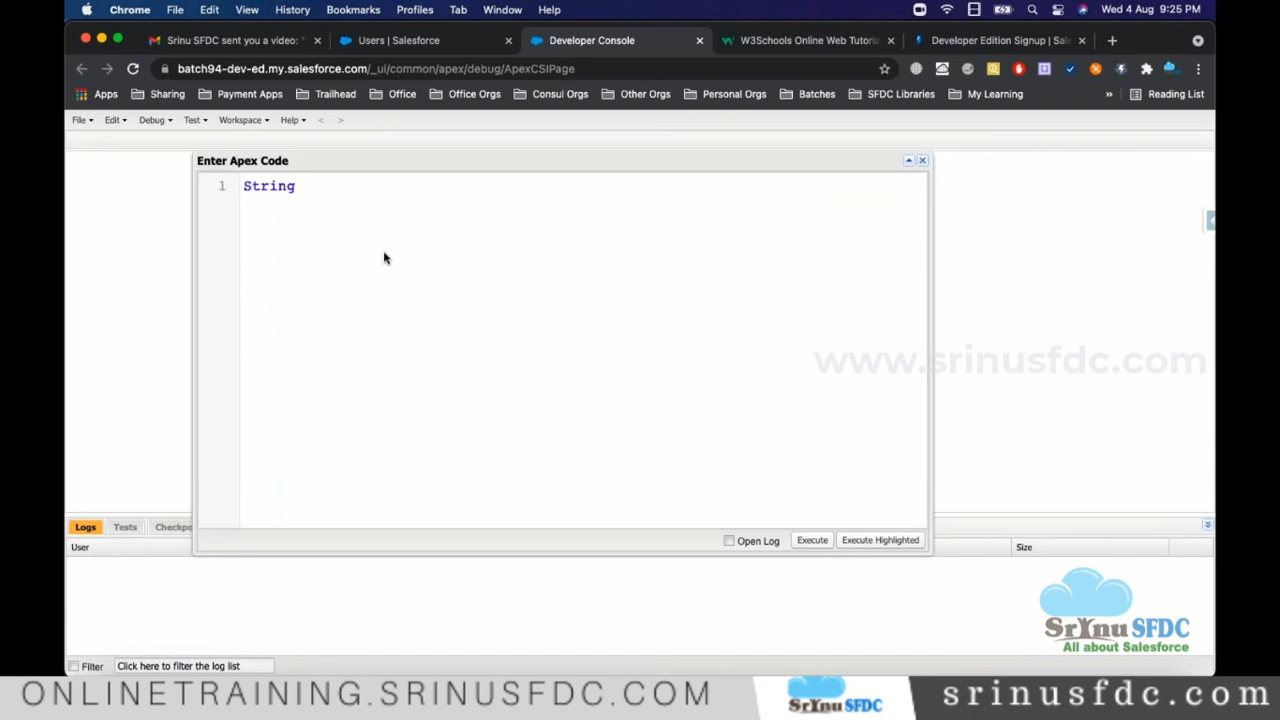 Chrome File Edit View History Bookmarks Profiles Tab Window Help Wed 4 Aug 9:25 PM
Srinu SFDC sent you a video: " Users | Salesforce Developer Console W3Schools Online Web Tutoria Developer Edition Signup | Sale
batch94-dev-ed.my.salesforce.com/_ui/common/apex/debug/ApexCSIPage
Apps Sharing Payment Apps Trailhead Office Office Orgs Consul Orgs Other Orgs Personal Orgs Batches SFDC Libraries My Learning » Reading List
File Edit Debug Test Workspace Help < >
Enter Apex Code
1 String
www.srinusfdc.com
Logs Tests Checkpo
Open Log Execute Execute Highlighted
User Size
SrYnu SFDC
All about Salesforce
Filter Click here to filter the log list
ONLINETRAINING.SRINUSFDC.COM SrYnu SFDC srinusfdc.com